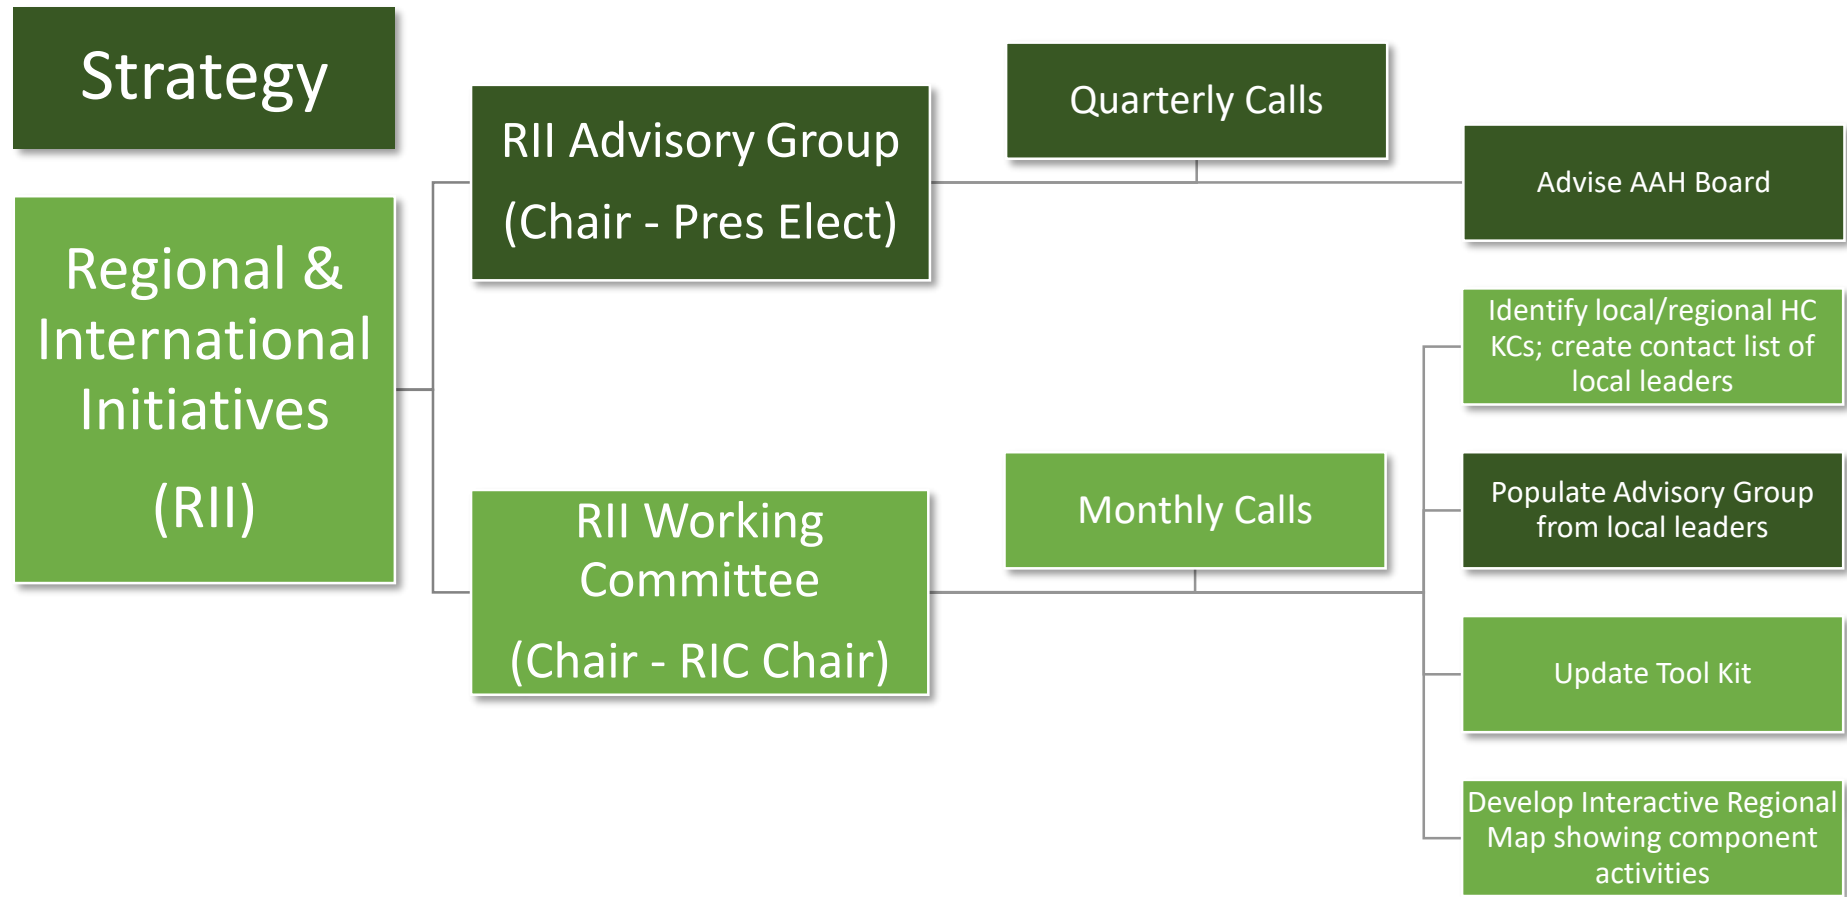 Strategy
Regional &
International
Initiatives
(RII)
RII Advisory Group
(Chair - Pres Elect)
Quarterly Calls
Advise AAH Board
RII Working
Committee
(Chair - RIC Chair)
Monthly Calls
Identify local/regional HC
KCs; create contact list of
local leaders
Populate Advisory Group
from local leaders
Update Tool Kit
Develop Interactive Regional
Map showing component
activities